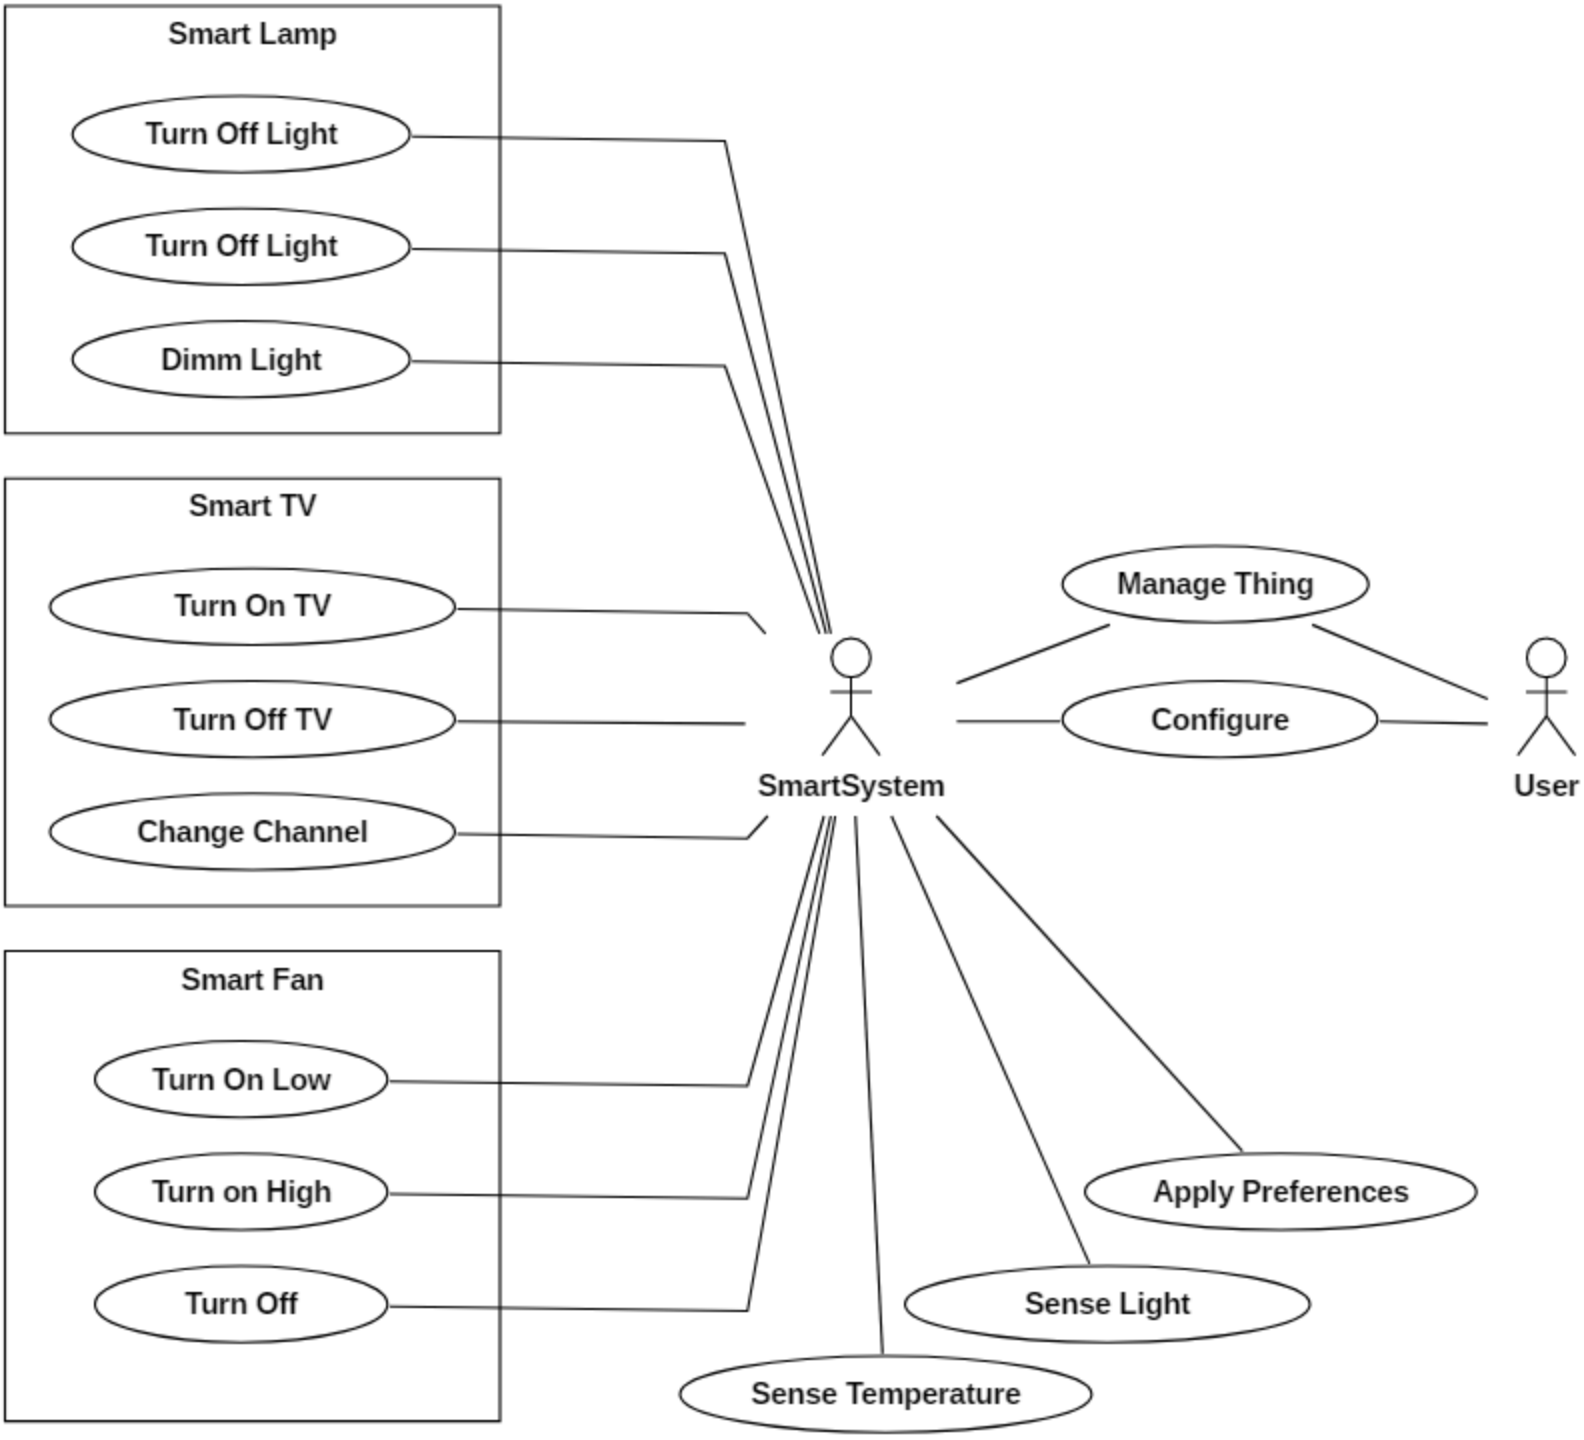 Smart Lamp
Turn Off Light
Turn Off Light
Dimm Light
Smart TV
Turn On TV
Turn Off TV
Change Channel
Smart Fan
Turn On Low
Turn on High
Turn Off
SmartSystem
Manage Thing
Configure
User
Apply Preferences
Sense Light
Sense Temperature